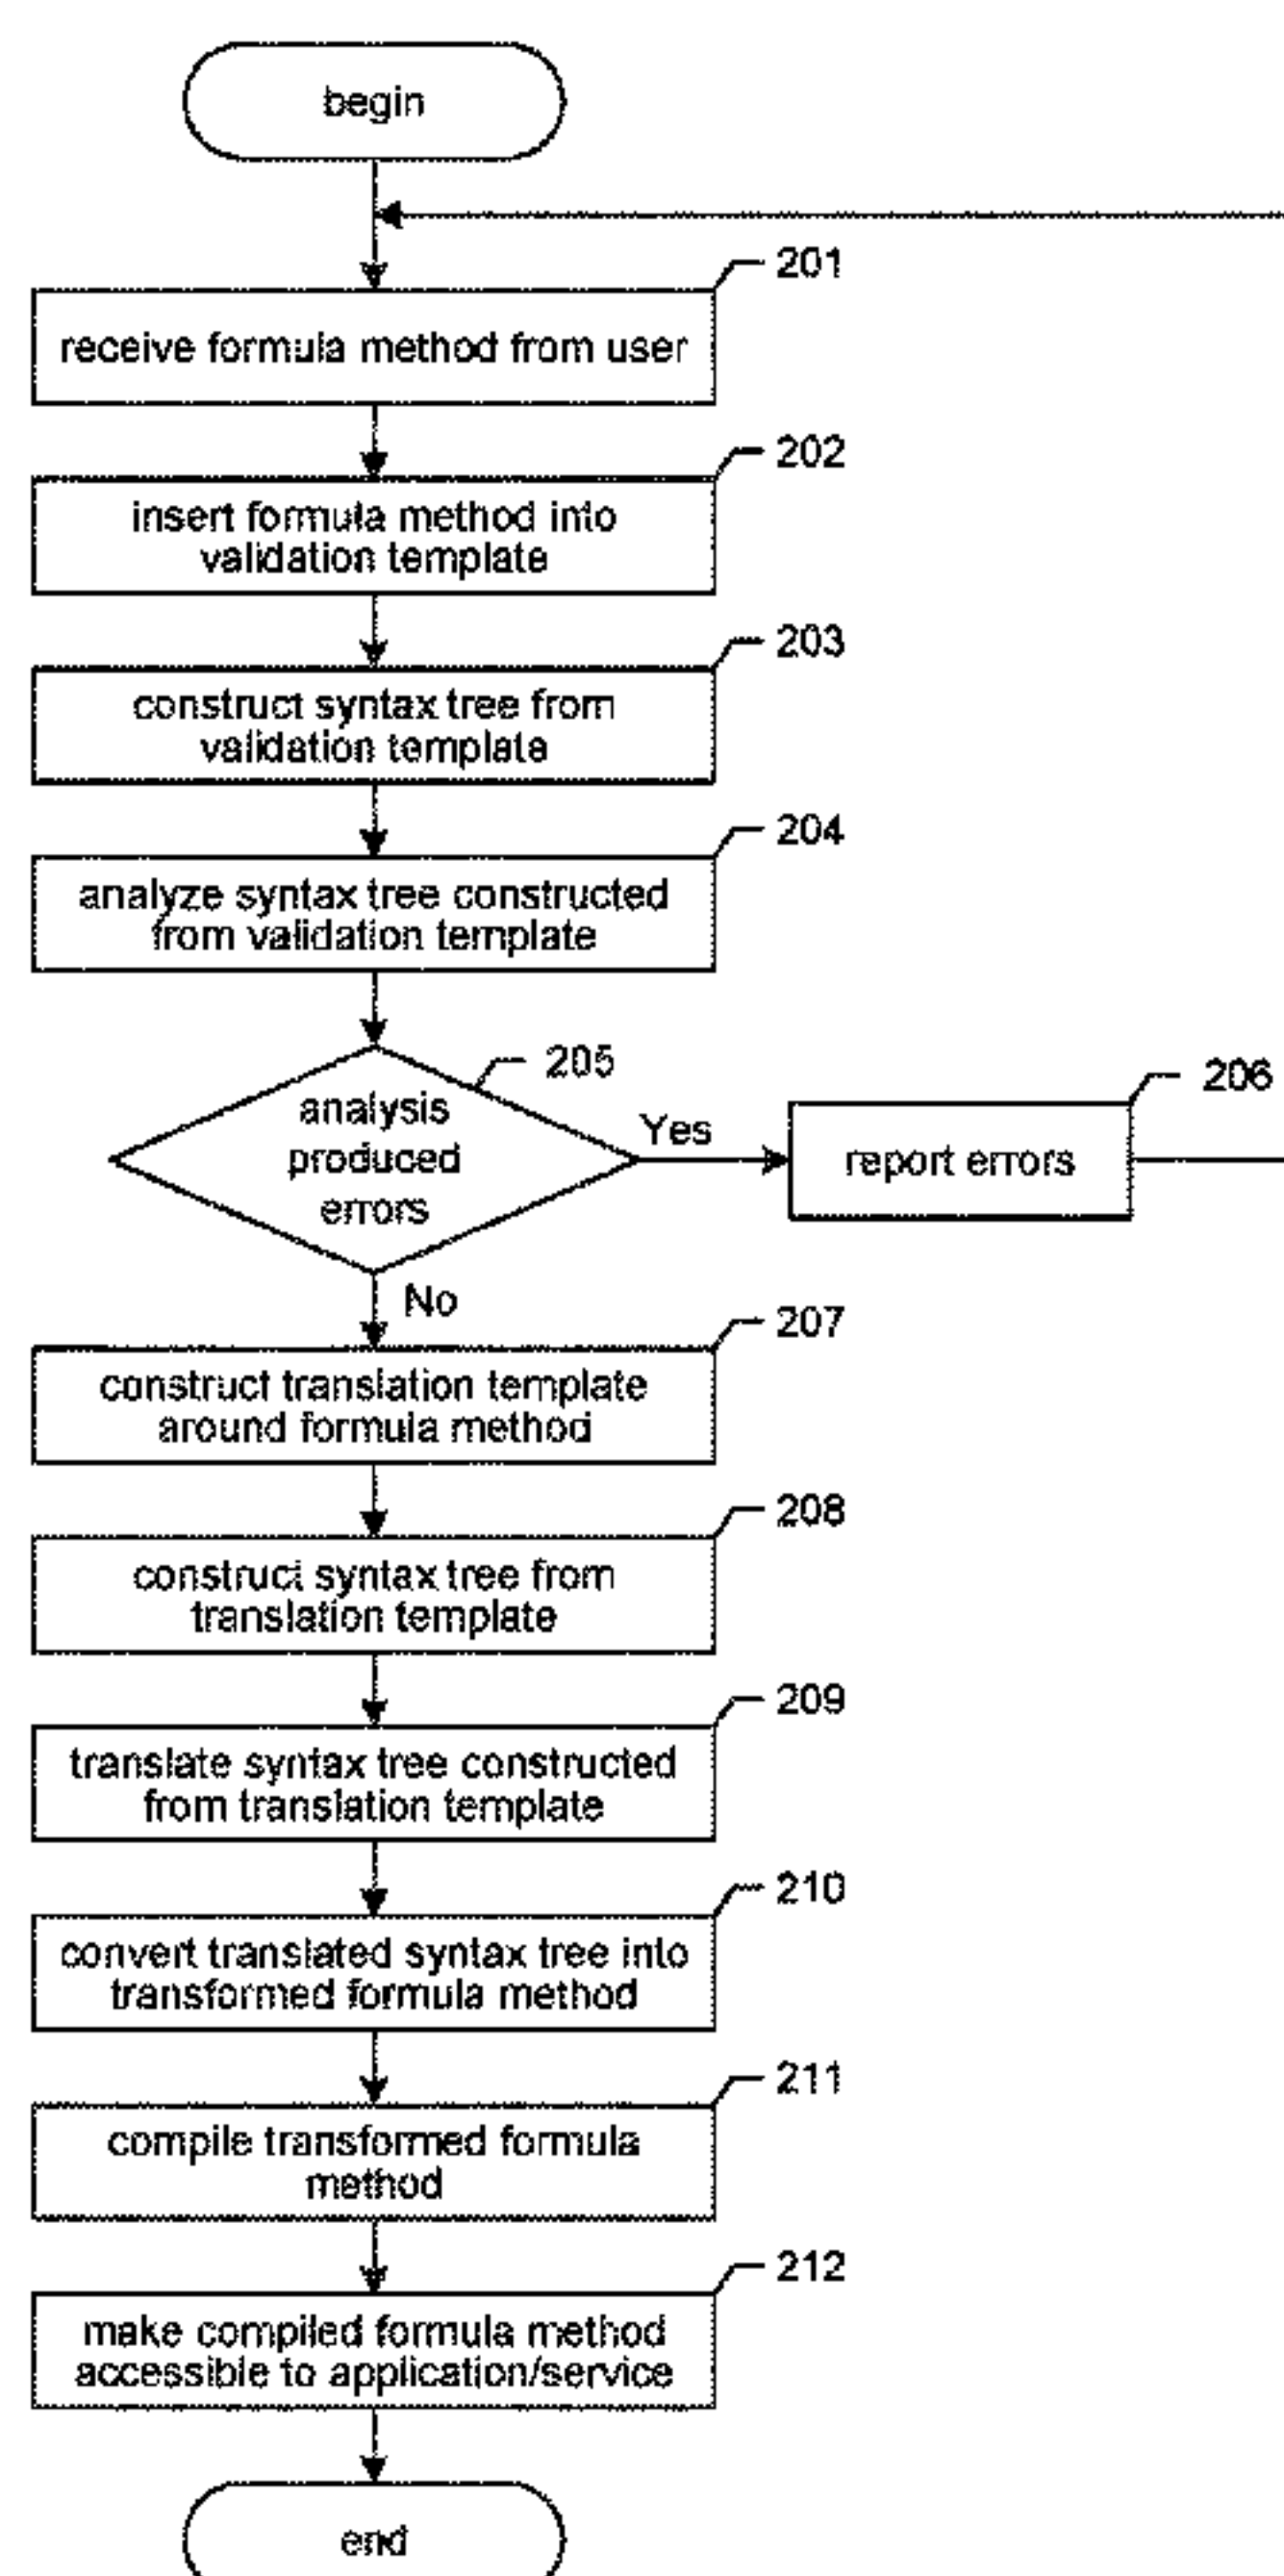 begin
201
receive formula method from user
202
insert formula method into
validation template
203
construct syntax tree from
validation template
204
analyze syntax tree constructed
from validation template
205
analysis
produced
errors
Yes
206
report errors
No
207
construct translation template
around formula method
208
construct syntax tree from
translation template
209
translate syntax tree constructed
from translation template
210
convert translated syntax tree into
transformed formula method
211
compile transformed formula
method
212
make compiled formula method
accessible to application/service
end